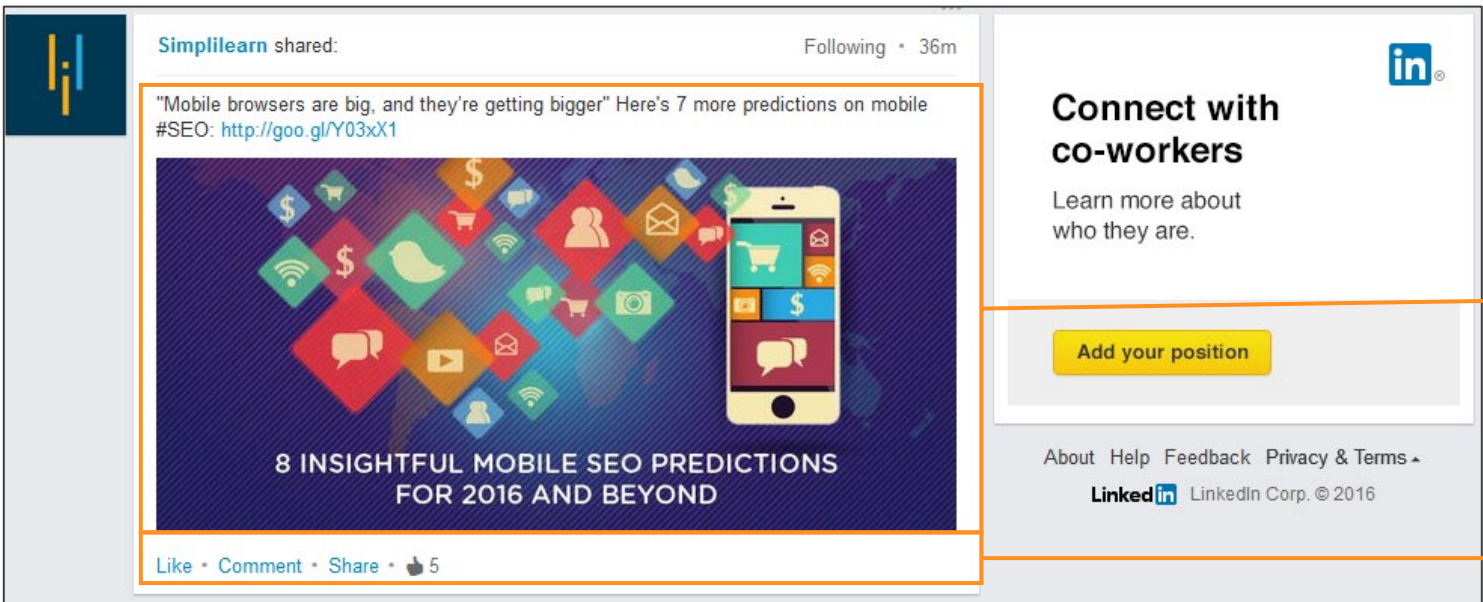 Simplilearn shared:
Following • 36m
"Mobile browsers are big, and they're getting bigger" Here's 7 more predictions on mobile
#SEO: http://goo.gl/Y03xX1
$
$
$
$
$
8 INSIGHTFUL MOBILE SEO PREDICTIONS
FOR 2016 AND BEYOND
Like • Comment • Share • 5
in®
Connect with
co-workers
Learn more about
who they are.
Add your position
About Help Feedback Privacy & Terms
Linked in LinkedIn Corp. © 2016